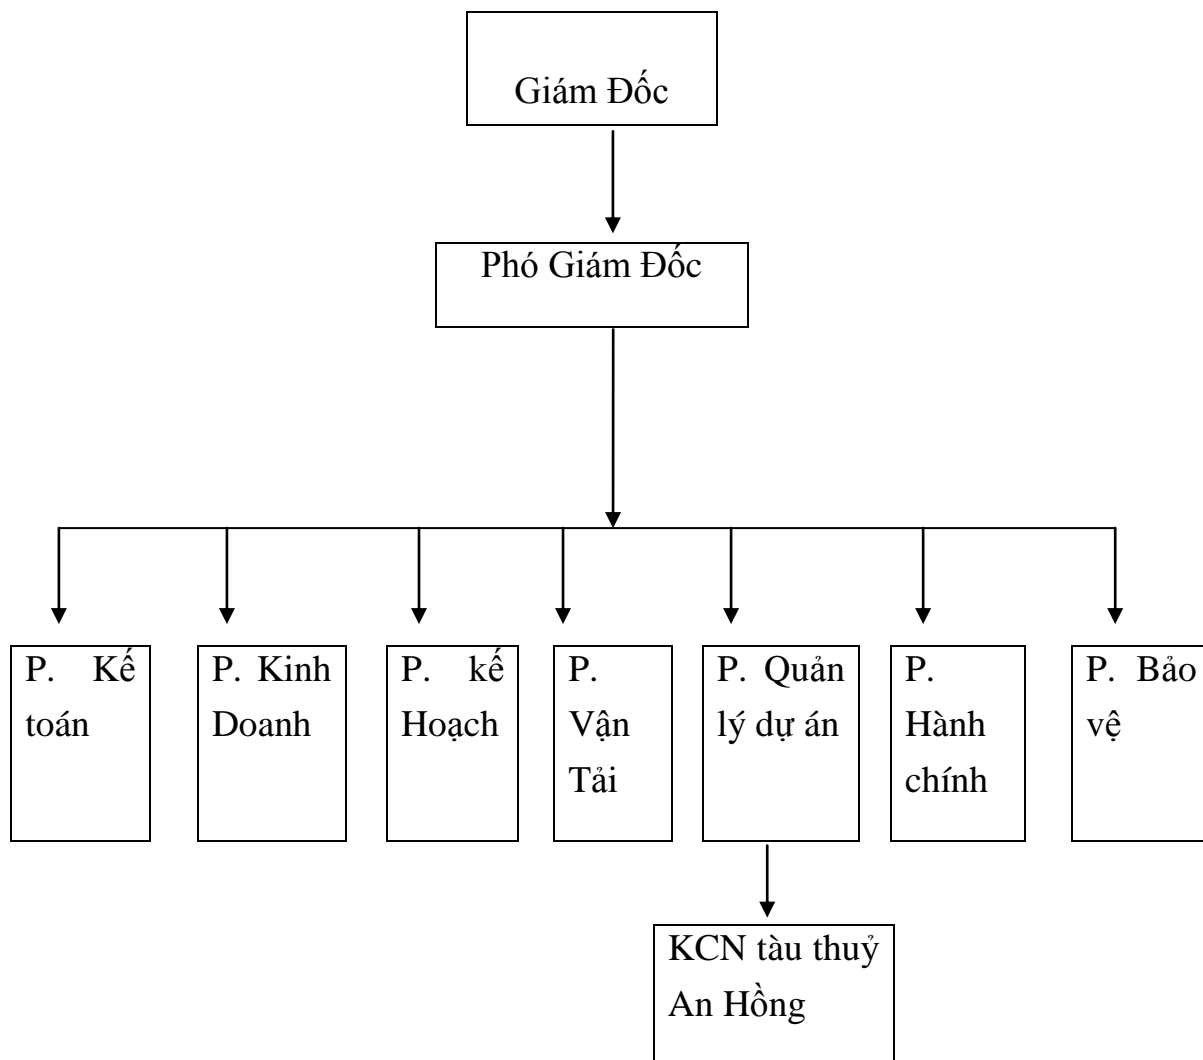 Giám Đốc
Phó Giám Đốc
P. Kế
toán
P. Kinh
Doanh
P. kế
Hoạch
P.
Vận
Tải
P. Quản
lý dự án
P.
Hành
chính
P. Bảo
vệ
KCN tàu thuỷ
An Hồng